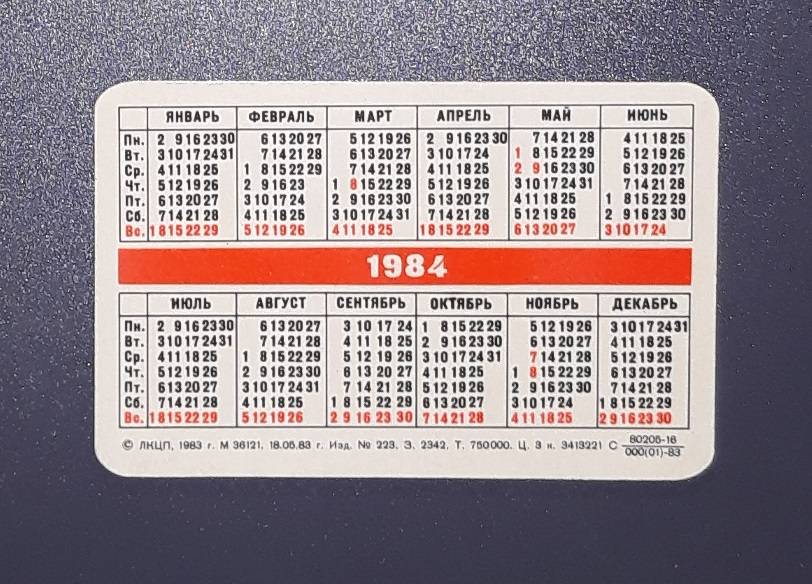 ЯНВАРЬ ФЕВРАЛЬ МАРТ АПРЕЛЬ МАЙ ИЮНЬ
Пн. 2 9 16 23 30 6 13 20 27 5 12 19 26 2 9 16 23 30 7 14 21 28 4 11 18 25
Вт. 3 10 17 24 31 7 14 21 28 6 13 20 27 3 10 17 24 1 8 15 22 29 5 12 19 26
Ср. 4 11 18 25 1 8 15 22 29 7 14 21 28 4 11 18 25 2 9 16 23 30 6 13 20 27
Чт. 5 12 19 26 2 9 16 23 1 8 15 22 29 5 12 19 26 3 10 17 24 31 7 14 21 28
Пт. 6 13 20 27 3 10 17 24 2 9 16 23 30 6 13 20 27 4 11 18 25 1 8 15 22 29
Сб. 7 14 21 28 4 11 18 25 3 10 17 24 31 7 14 21 28 5 12 19 26 2 9 16 23 30
Вс. 1 8 15 22 29 5 12 19 26 4 11 18 25 1 8 15 22 29 6 13 20 27 3 10 17 24
1984
ИЮЛЬ АВГУСТ СЕНТЯБРЬ ОКТЯБРЬ НОЯБРЬ ДЕКАБРЬ
Пн. 2 9 16 23 30 6 13 20 27 3 10 17 24 1 8 15 22 29 5 12 19 26 3 10 17 24 31
Вт. 3 10 17 24 31 7 14 21 28 4 11 18 25 2 9 16 23 30 6 13 20 27 4 11 18 25
Ср. 4 11 18 25 1 8 15 22 29 5 12 19 26 3 10 17 24 31 7 14 21 28 5 12 19 26
Чт. 5 12 19 26 2 9 16 23 30 6 13 20 27 4 11 18 25 1 8 15 22 29 6 13 20 27
Пт. 6 13 20 27 3 10 17 24 31 7 14 21 28 5 12 19 26 2 9 16 23 30 7 14 21 28
Сб. 7 14 21 28 4 11 18 25 1 8 15 22 29 6 13 20 27 3 10 17 24 1 8 15 22 29
Вс. 1 8 15 22 29 5 12 19 26 2 9 16 23 30 7 14 21 28 4 11 18 25 2 9 16 23 30
© ЛКЦП, 1983 г. М 36121. 18.05.83 г. Изд. № 223. З. 2342. Т. 750000. Ц. 3 к. 3413221 С 80205-16
000(01)-83